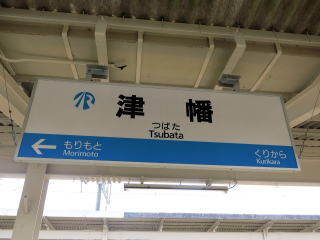 津幡
つばた
Tsubata
← もりもと
Morimoto
くりから
Kurikara